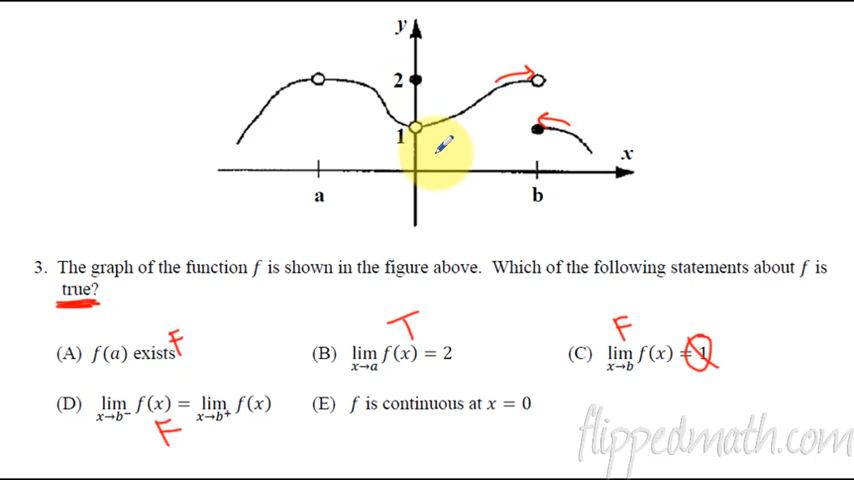 y
2
1
x
a
b
3. The graph of the function f is shown in the figure above. Which of the following statements about f is
true?
T
F
F
(A) f(a) exists (B) lim x→a f(x) = 2 (C) lim x→b f(x) = 1
(D) lim x→b⁻ f(x) = lim x→b⁺ f(x) (E) f is continuous at x = 0
F
flippedmath.com